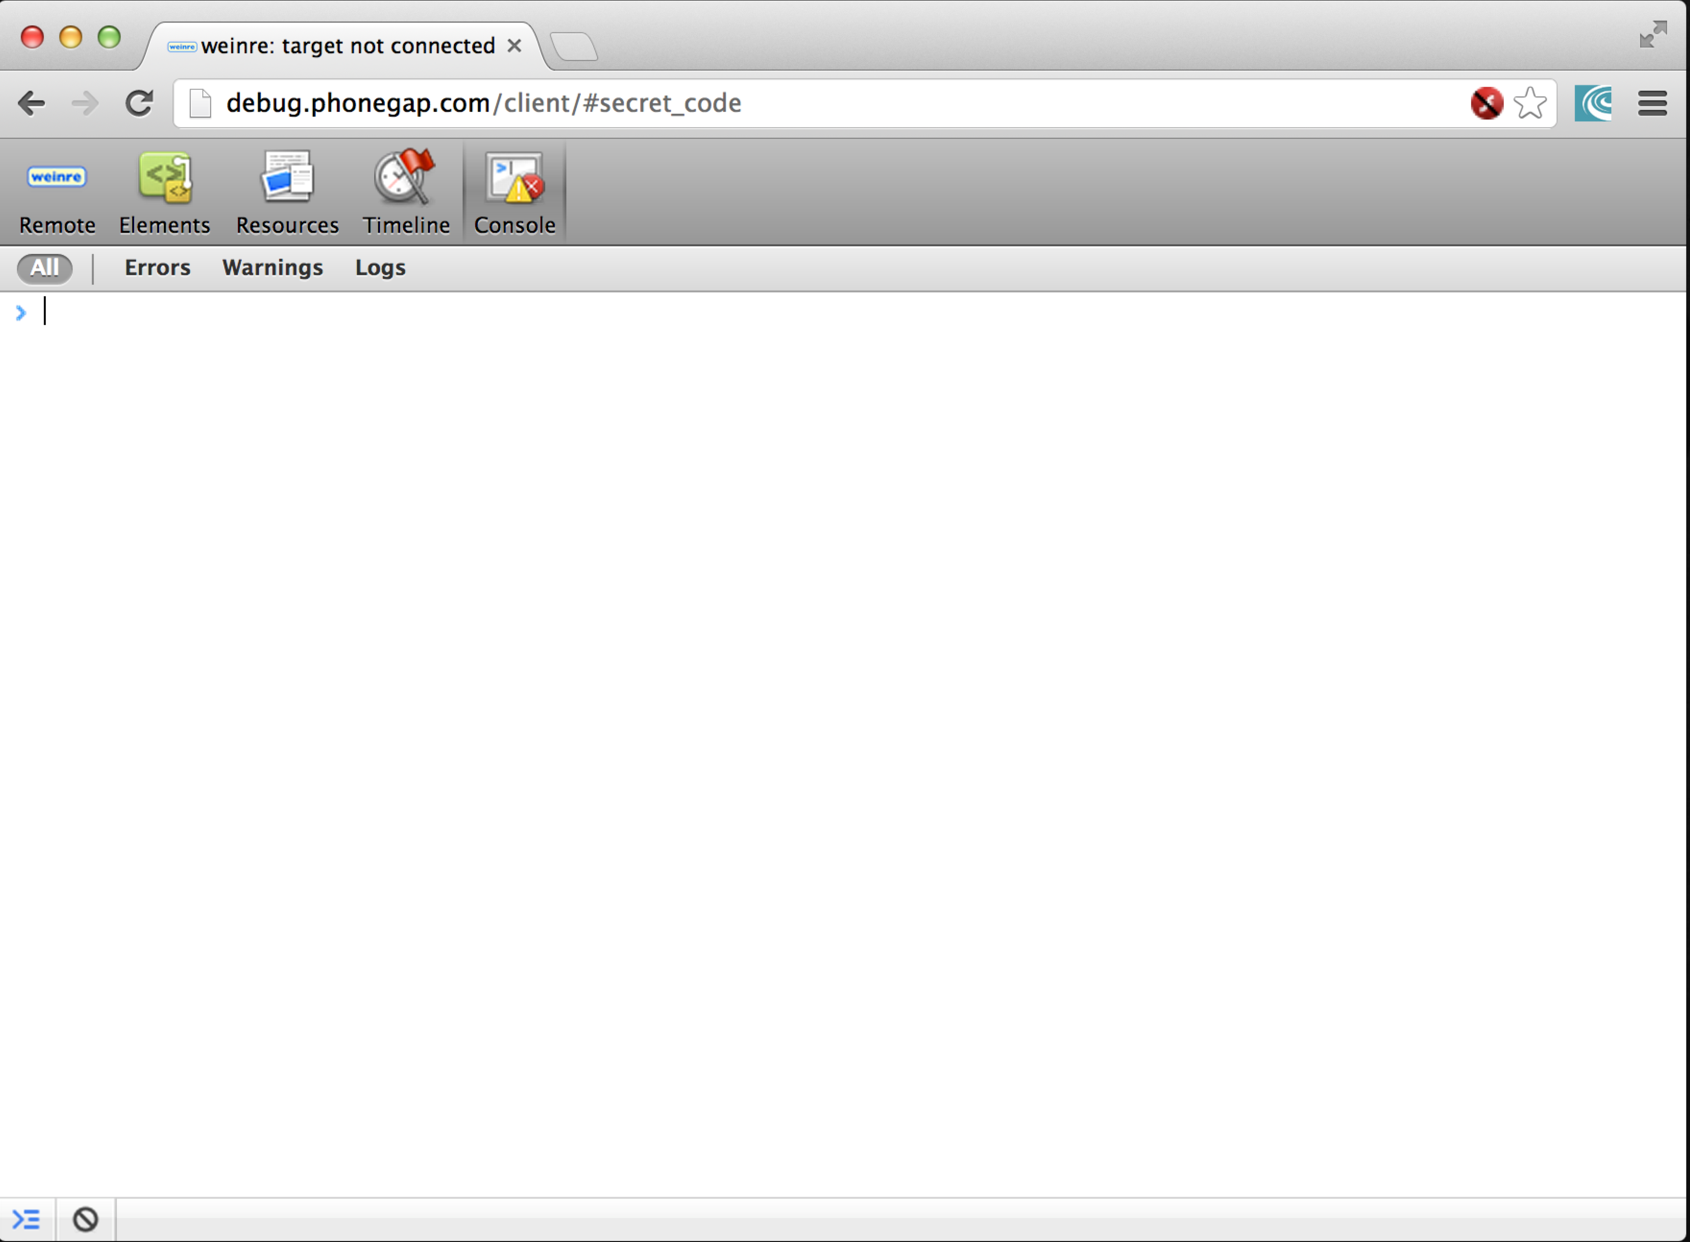 weinre weinre: target not connected
debug.phonegap.com/client/#secret_code
weinre
Remote Elements Resources Timeline Console
All Errors Warnings Logs